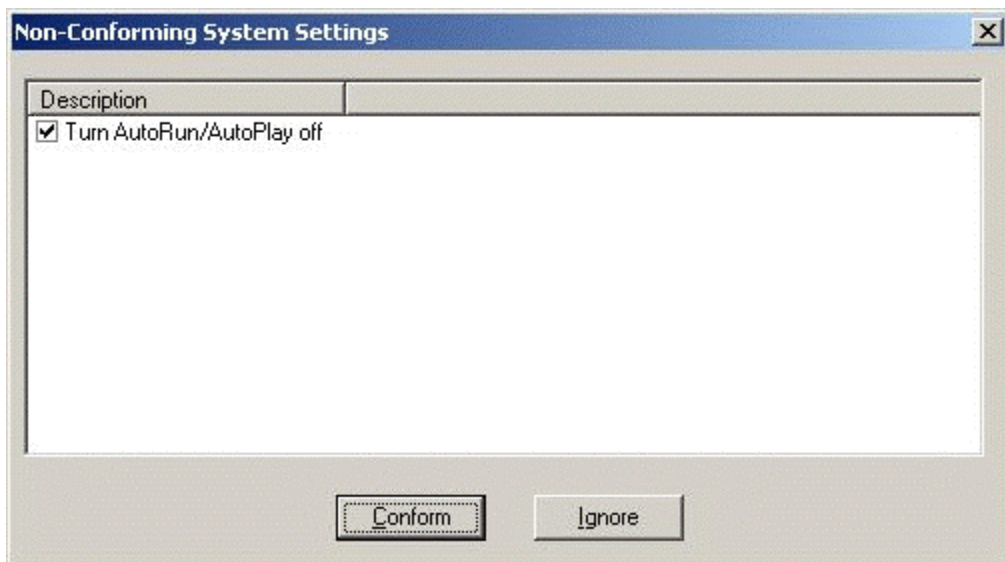 Non-Conforming System Settings
Description
Turn AutoRun/AutoPlay off
Conform
Ignore